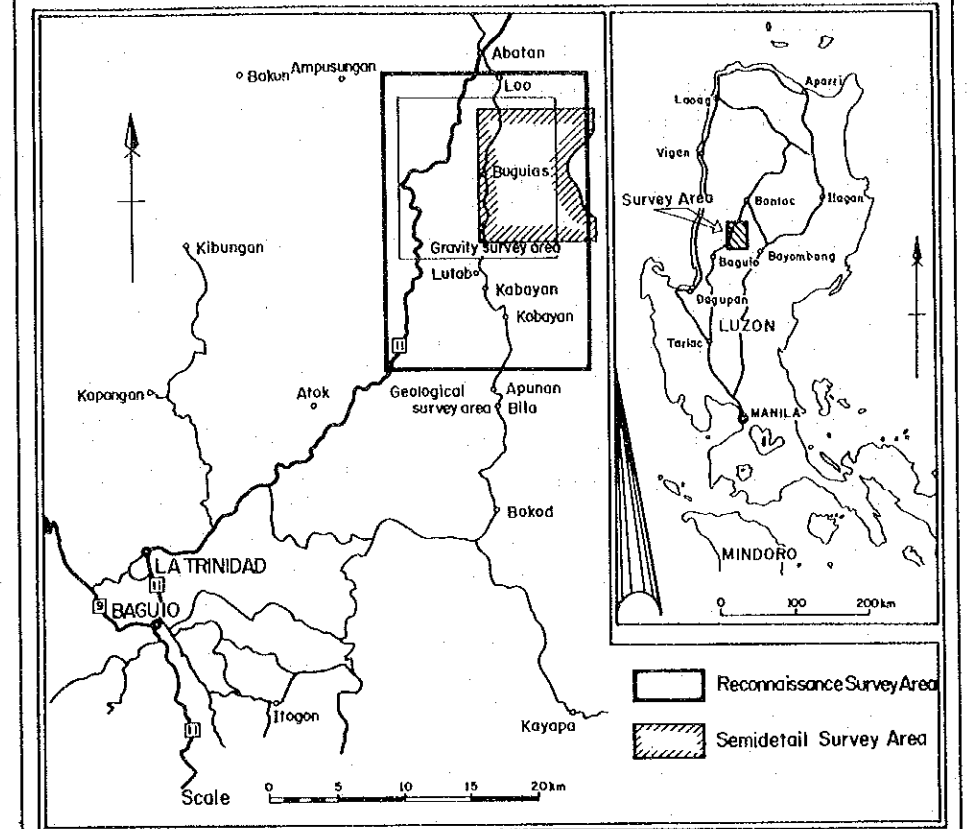 Abatan
Bakun Ampusungan
Loo
Buguias
Kibungan
Gravity survey area
Lutab
Kabayan
Kobayan
11
Kapangan
Atok
Geological survey area
Apunan
Bila
Bokod
LA TRINIDAD
11
9
BAGUIO
Itogon
11
Kayapa
Scale
0 5 10 15 20km
Aparri
Laoag
Vigen
Survey Area
Bontoc
Ilagan
Baguio
Bayombang
Dagupan
LUZON
Tarlac
MANILA
MINDORO
0 100 200km
Reconnaissance Survey Area
Semidetail Survey Area